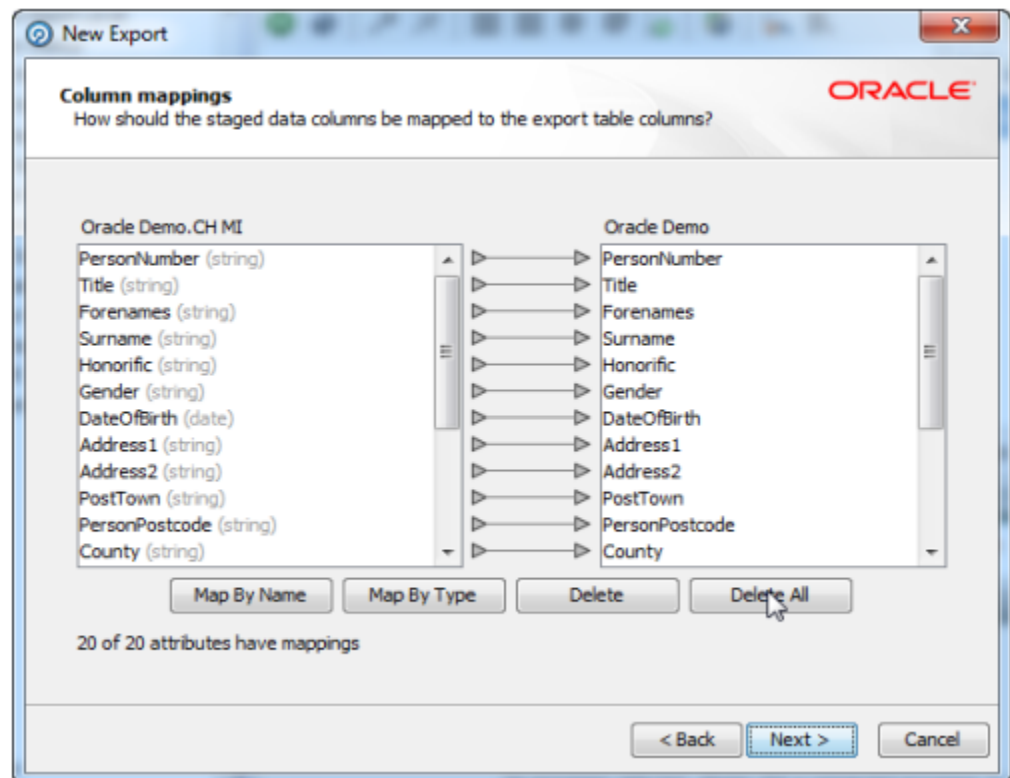 New Export
Column mappings
ORACLE
How should the staged data columns be mapped to the export table columns?
Oracle Demo.CH MI
Oracle Demo
PersonNumber (string)
PersonNumber
Title (string)
Title
Forenames (string)
Forenames
Surname (string)
Surname
Honorific (string)
Honorific
Gender (string)
Gender
DateOfBirth (date)
DateOfBirth
Address1 (string)
Address1
Address2 (string)
Address2
PostTown (string)
PostTown
PersonPostcode (string)
PersonPostcode
County (string)
County
Map By Name
Map By Type
Delete
Delete All
20 of 20 attributes have mappings
< Back
Next >
Cancel